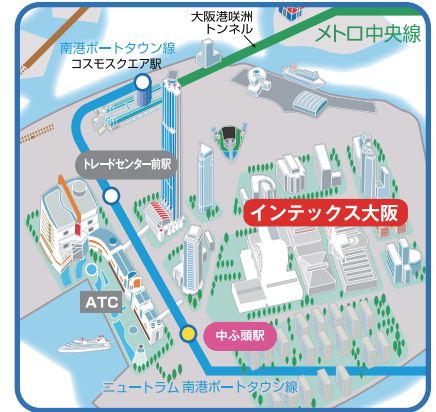 大阪港咲洲
トンネル
メトロ中央線
南港ポートタウン線
コスモスクエア駅
トレードセンター前駅
インテックス大阪
ATC
中ふ頭駅
ニュートラム 南港ポートタウン線